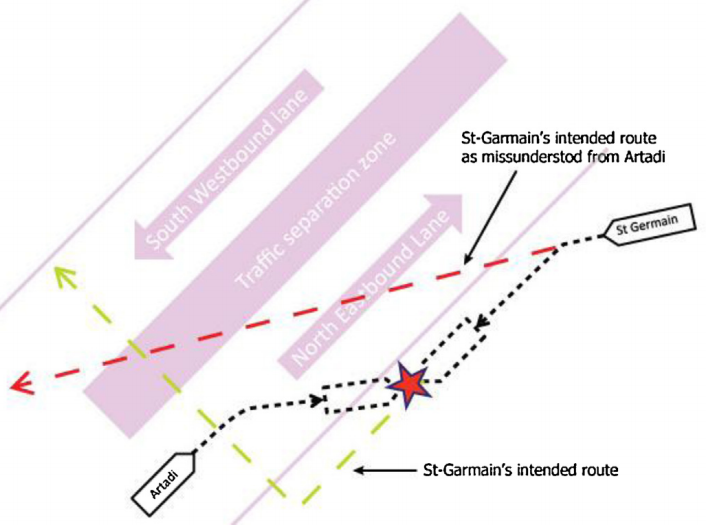 South Westbound lane
Traffic separation zone
North Eastbound Lane
St-Garmain's intended route
as missunderstod from Artadi
St Germain
Artadi
St-Garmain's intended route